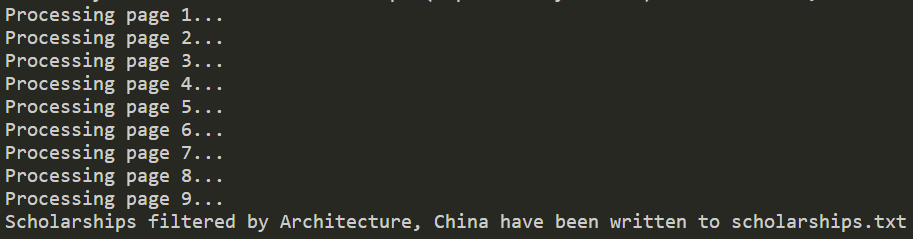 Processing page 1...
Processing page 2...
Processing page 3...
Processing page 4...
Processing page 5...
Processing page 6...
Processing page 7...
Processing page 8...
Processing page 9...
Scholarships filtered by Architecture, China have been written to scholarships.txt